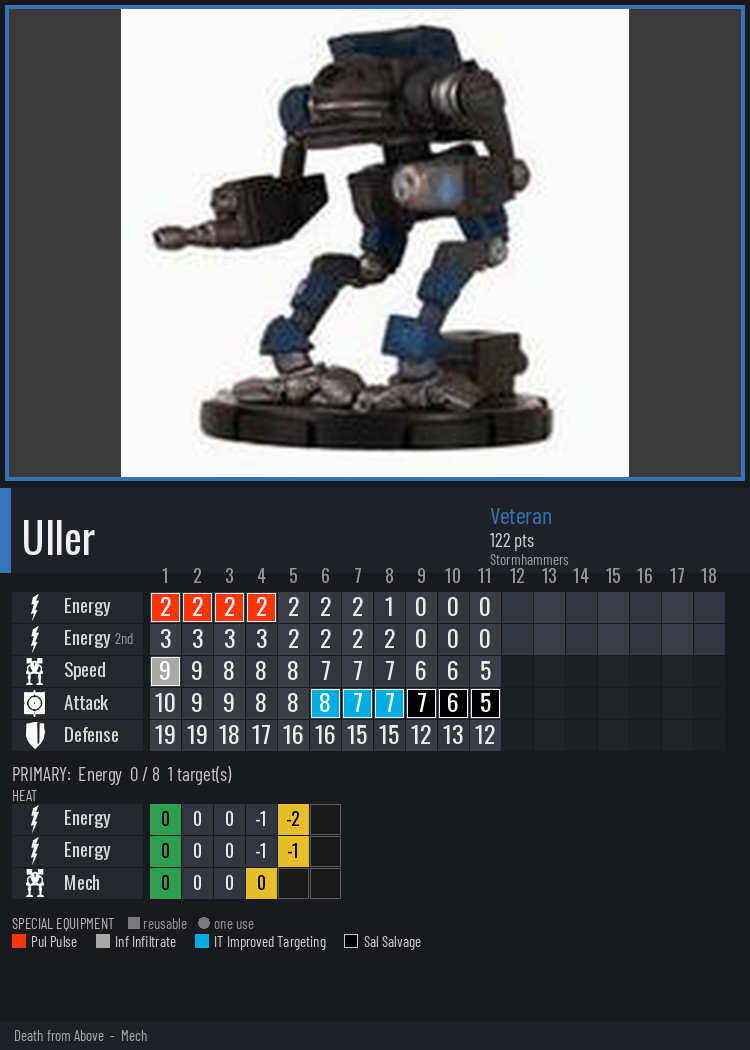 Uller
Veteran
122 pts
Stormhammers
1 2 3 4 5 6 7 8 9 10 11 12 13 14 15 16 17 18
Energy 2 2 2 2 2 2 2 1 0 0 0
Energy 2nd 3 3 3 3 2 2 2 2 0 0 0
Speed 9 9 8 8 8 7 7 7 6 6 5
Attack 10 9 9 8 8 8 7 7 7 6 5
Defense 19 19 18 17 16 16 15 15 12 13 12
PRIMARY: Energy 0 / 8 1 target(s)
HEAT
Energy 0 0 0 -1 -2
Energy 0 0 0 -1 -1
Mech 0 0 0 0
SPECIAL EQUIPMENT reusable one use
Pul Pulse Inf Infiltrate IT Improved Targeting Sal Salvage
Death from Above - Mech